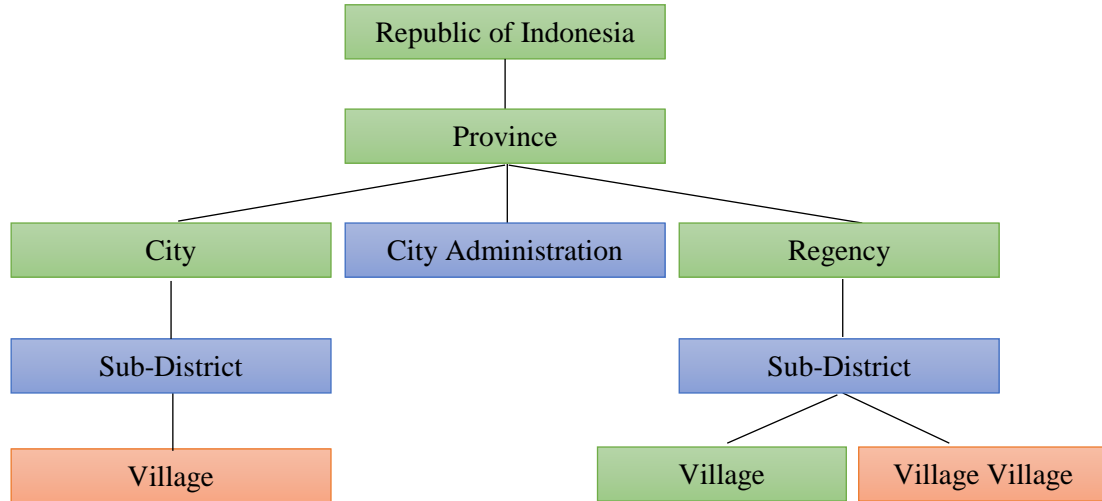 Republic of Indonesia
Province
City
City Administration
Regency
Sub-District
Sub-District
Village
Village
Village Village